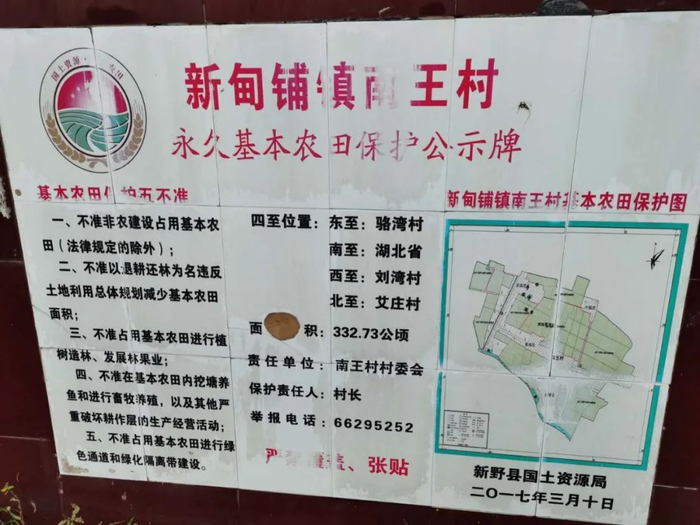 国土资源
新甸铺镇南王村
永久基本农田保护公示牌
基本农田保护五不准
一、不准非农建设占用基本农
田（法律规定的除外）；
二、不准以退耕还林为名违反
土地利用总体规划减少基本农田
面积；
三、不准占用基本农田进行植
树造林、发展林果业；
四、不准在基本农田内挖塘养
鱼和进行畜牧养殖，以及其他严
重破坏耕作层的生产经营活动；
五、不准占用基本农田进行绿
色通道和绿化隔离带建设。
四至位置：东至：骆湾村
南至：湖北省
西至：刘湾村
北至：艾庄村
面 积：332.73公顷
责任单位：南王村村委会
保护责任人：村长
举报电话：66295252
严禁覆盖、张贴
新甸铺镇南王村基本农田保护图
新野县国土资源局
二〇一七年三月十日